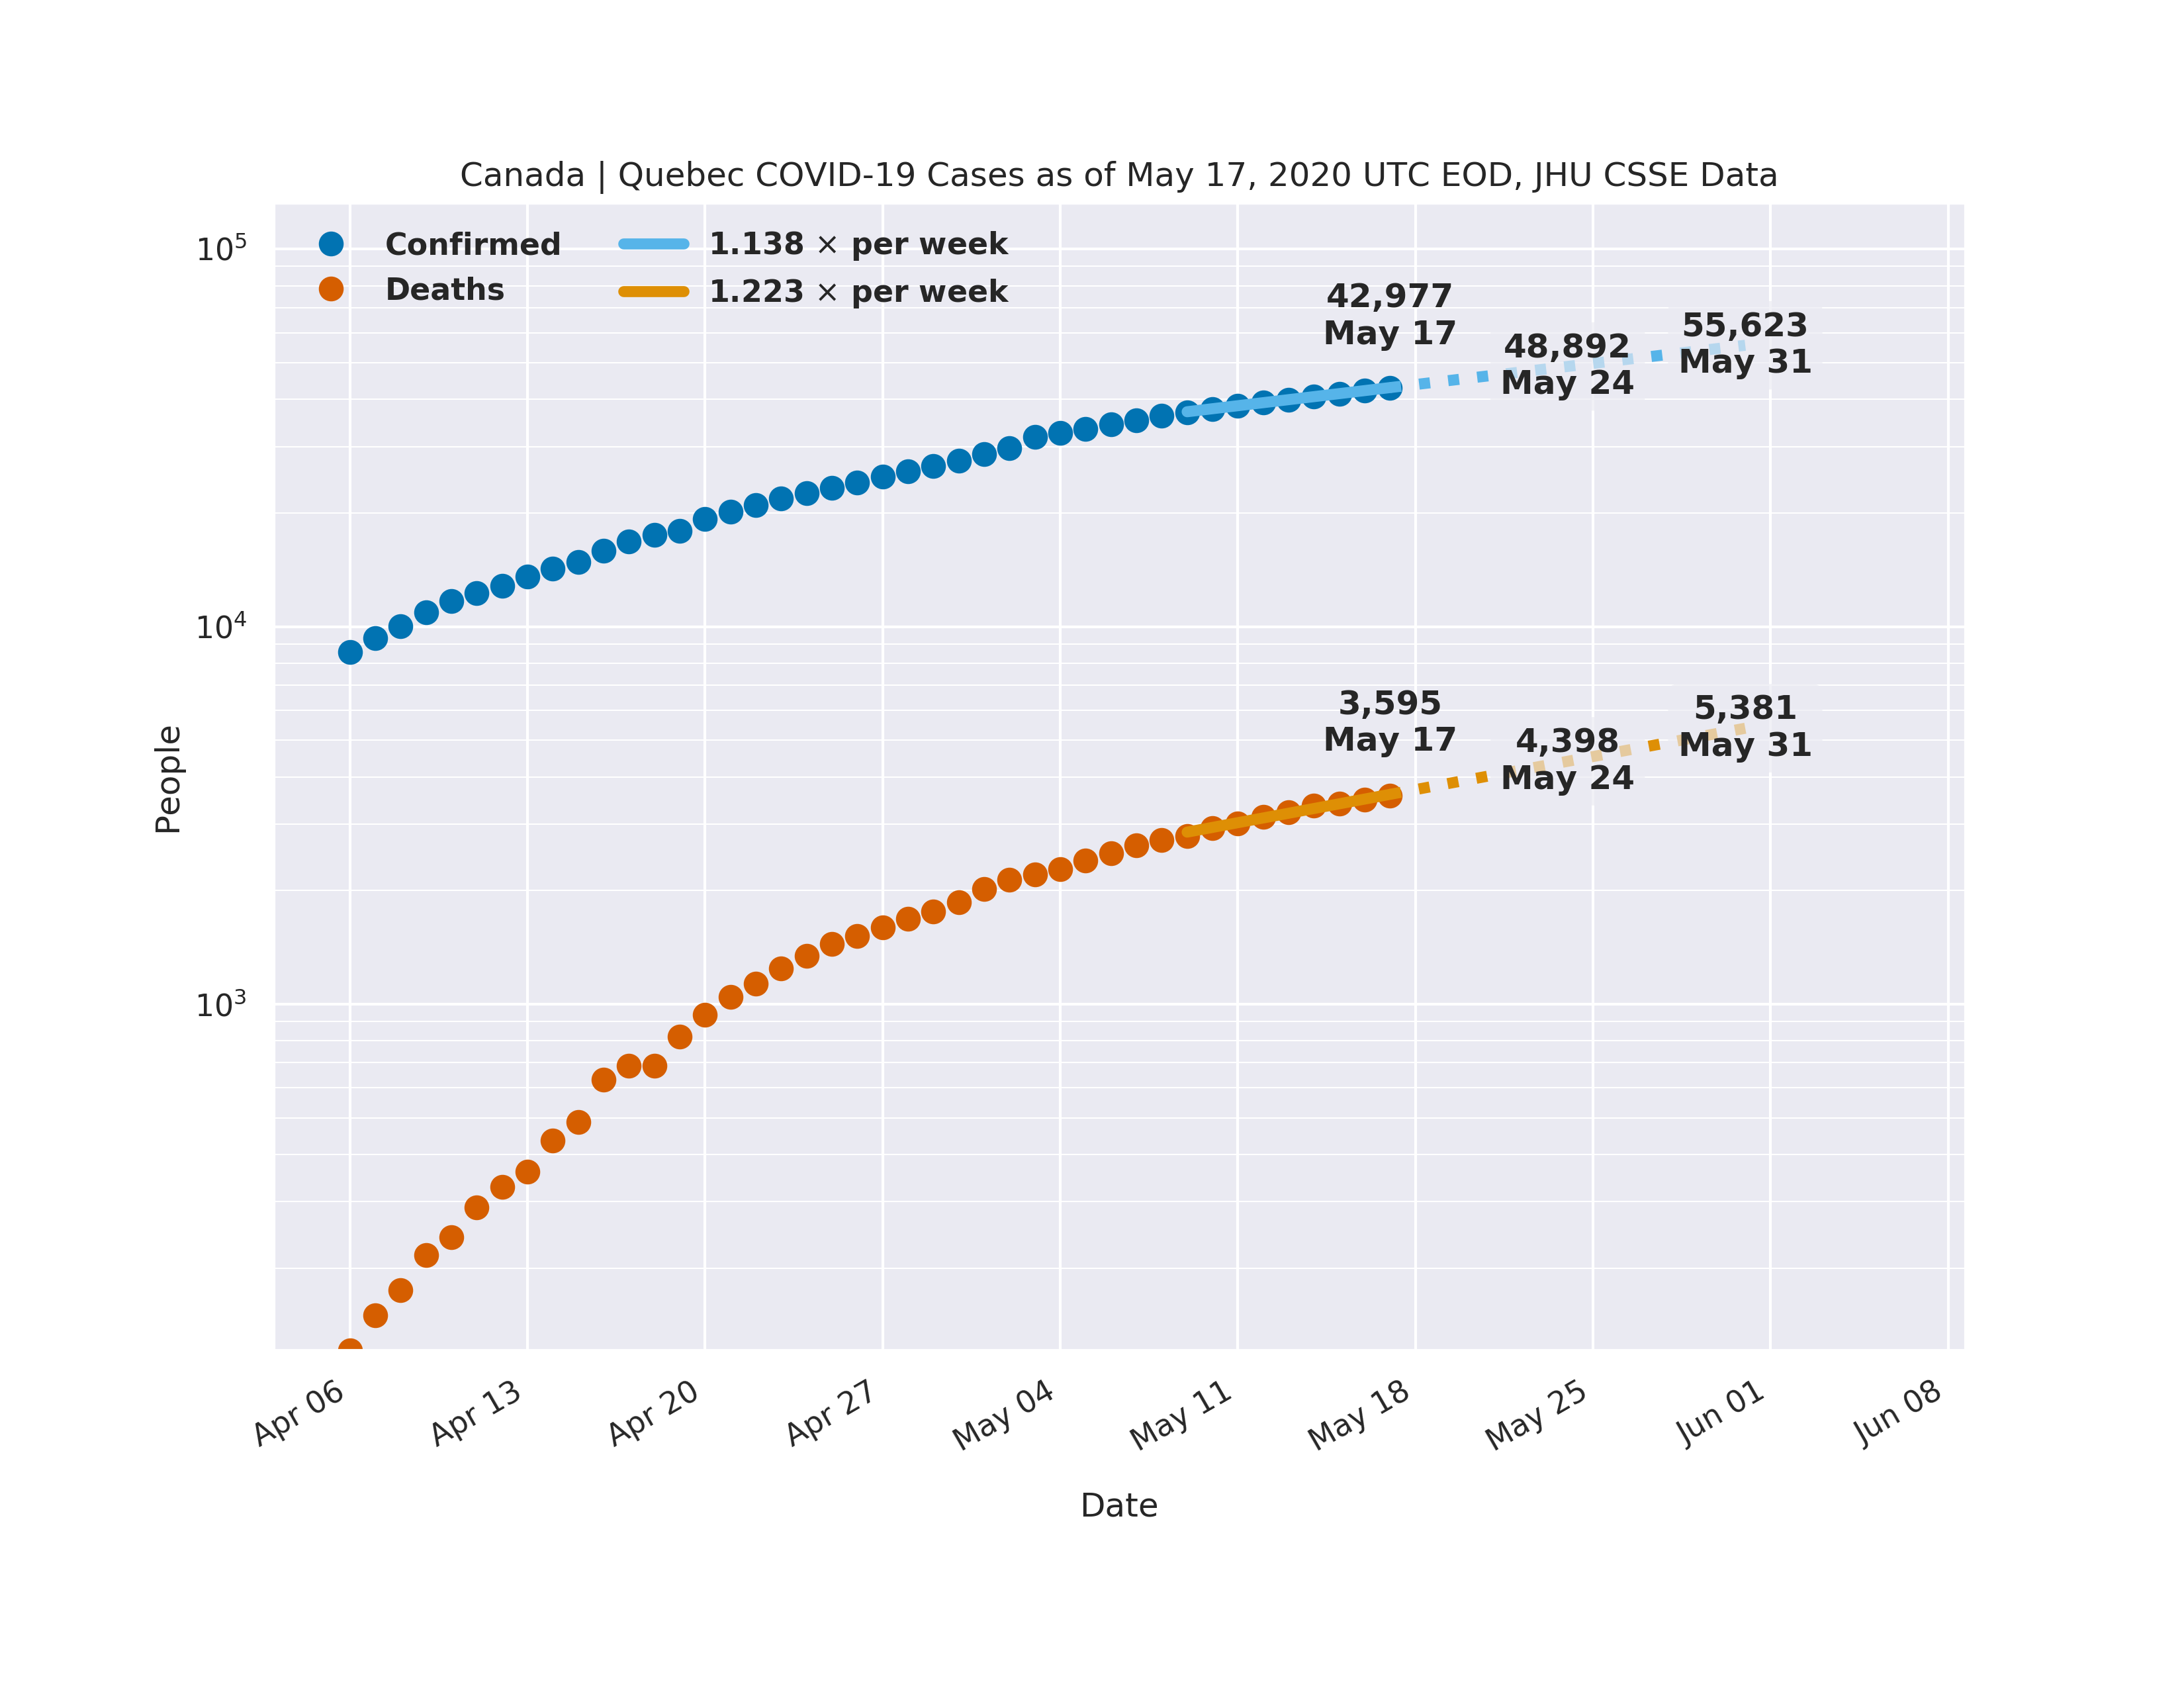 Canada | Quebec COVID-19 Cases as of May 17, 2020 UTC EOD, JHU CSSE Data
Confirmed
Deaths
1.138 × per week
1.223 × per week
42,977
May 17
48,892
May 24
55,623
May 31
3,595
May 17
4,398
May 24
5,381
May 31
10⁵
10⁴
10³
People
Apr 06
Apr 13
Apr 20
Apr 27
May 04
May 11
May 18
May 25
Jun 01
Jun 08
Date